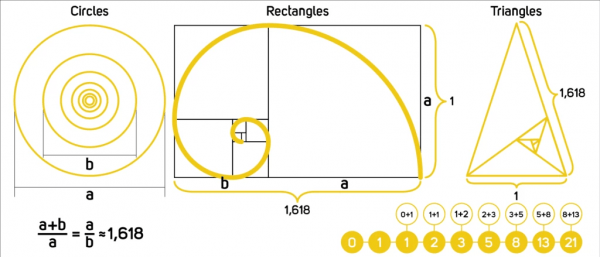 Circles
b
a
a+b/a = a/b ≈1,618
Rectangles
a
1
b
a
1,618
Triangles
1,618
1
0+1 1+1 1+2 2+3 3+5 5+8 8+13
0 1 1 2 3 5 8 13 21